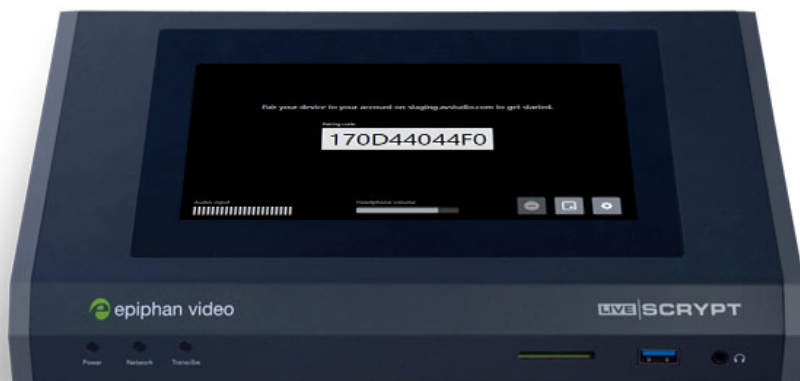 Pair your device to your account on staging.avstudio.com to get started.
Pairing code
170D44044F0
Audio input
Headphone volume
epiphan video
LIVE SCRYPT
Power
Network
Transcribe